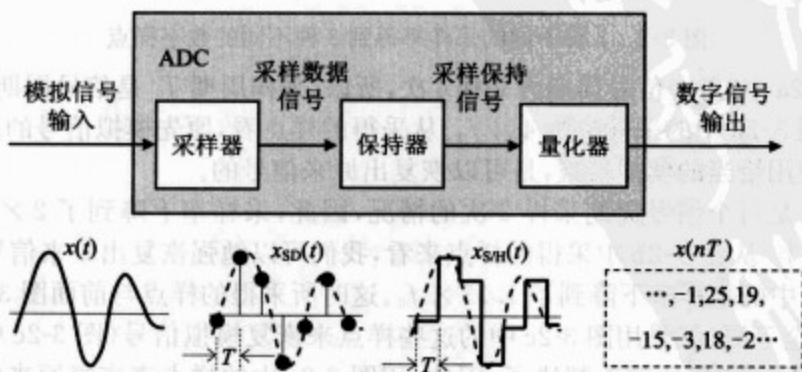 ADC
模拟信号
输入
采样器
采样数据
信号
保持器
采样保持
信号
量化器
数字信号
输出
x(t)
xSD(t)
xS/H(t)
x(nT)
T
T
…,-1,25,19,
-15,-3,18,-2…